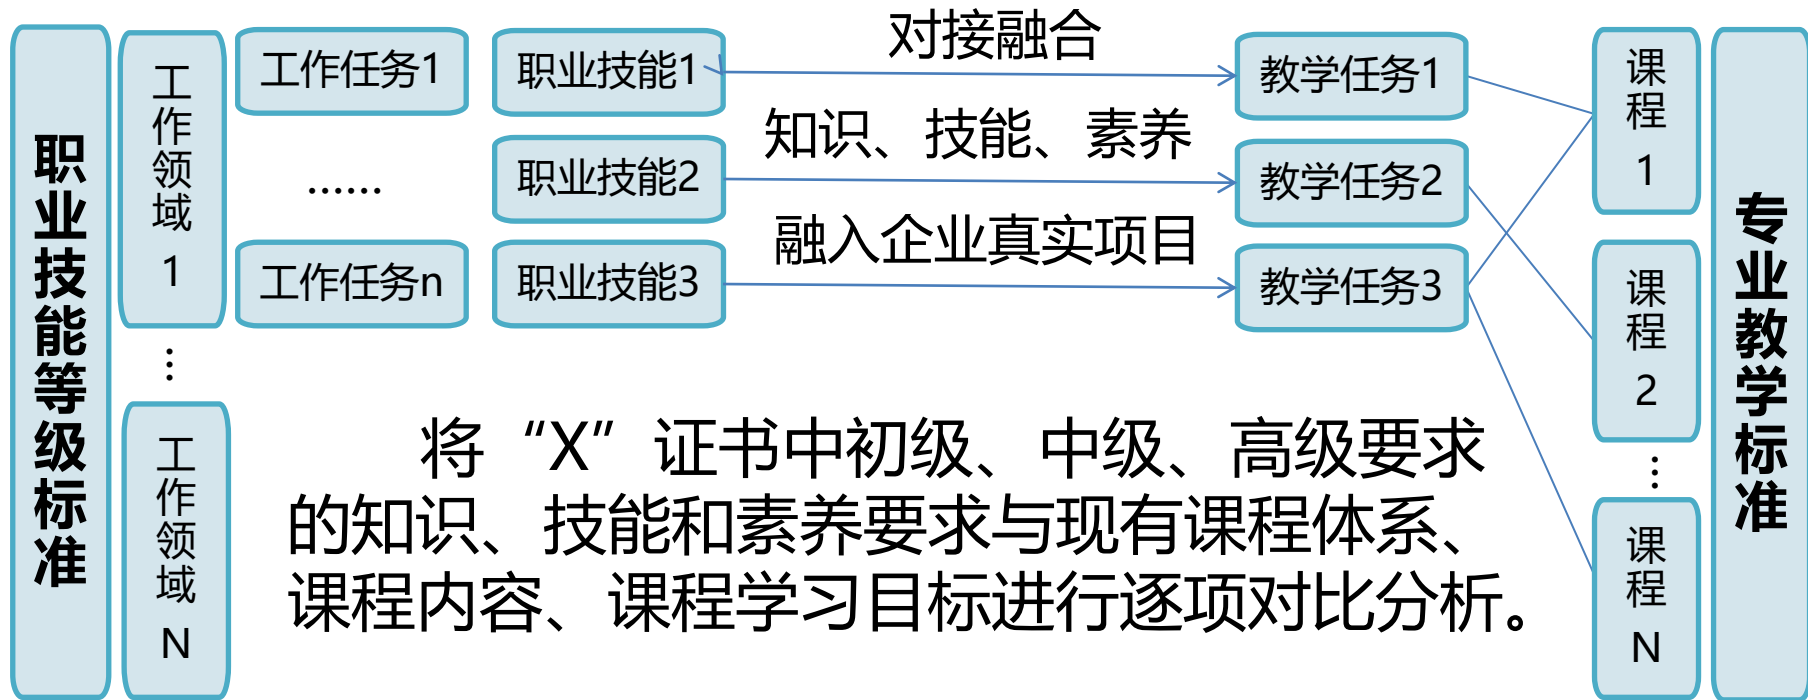 职业技能等级标准
工作领域1
...
工作领域N
工作任务1
......
工作任务n
职业技能1
职业技能2
职业技能3
对接融合
知识、技能、素养
融入企业真实项目
教学任务1
教学任务2
教学任务3
课程1
课程2
...
课程N
专业教学标准
将“X”证书中初级、中级、高级要求
的知识、技能和素养要求与现有课程体系、
课程内容、课程学习目标进行逐项对比分析。